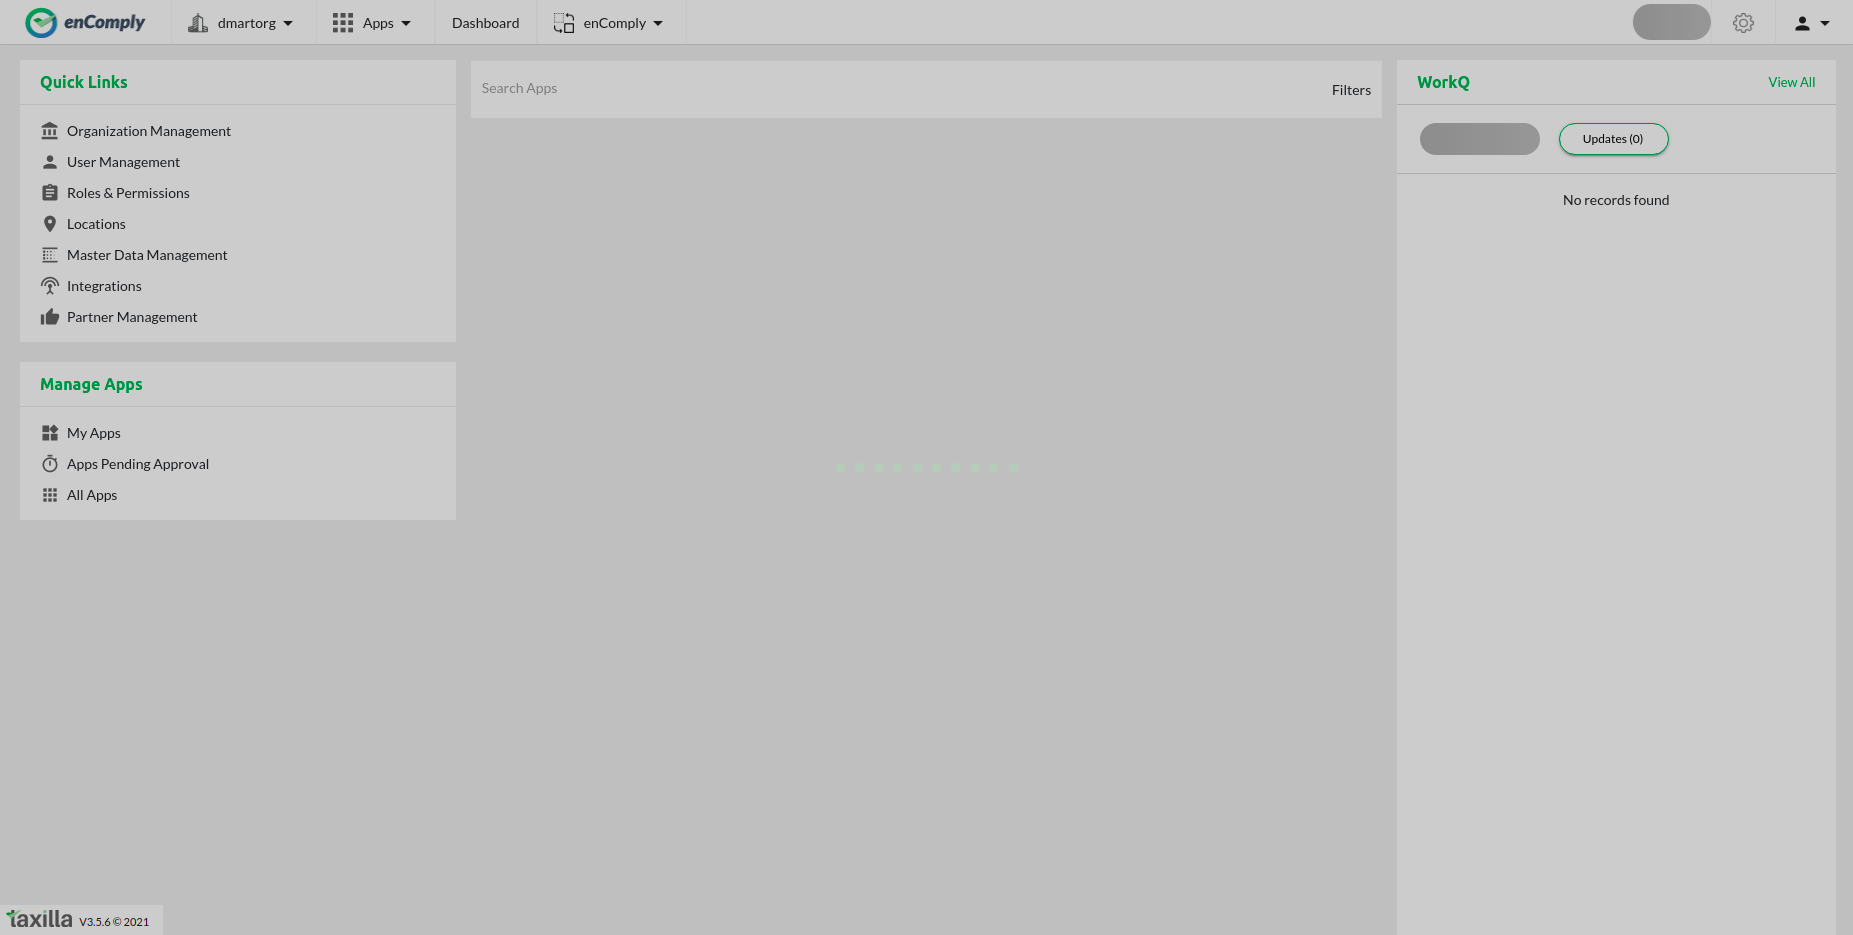 enComply
dmartorg
Apps
Dashboard
enComply
Quick Links
Organization Management
User Management
Roles & Permissions
Locations
Master Data Management
Integrations
Partner Management
Manage Apps
My Apps
Apps Pending Approval
All Apps
Search Apps
Filters
WorkQ
View All
Updates (0)
No records found
taxilla V3.5.6 © 2021